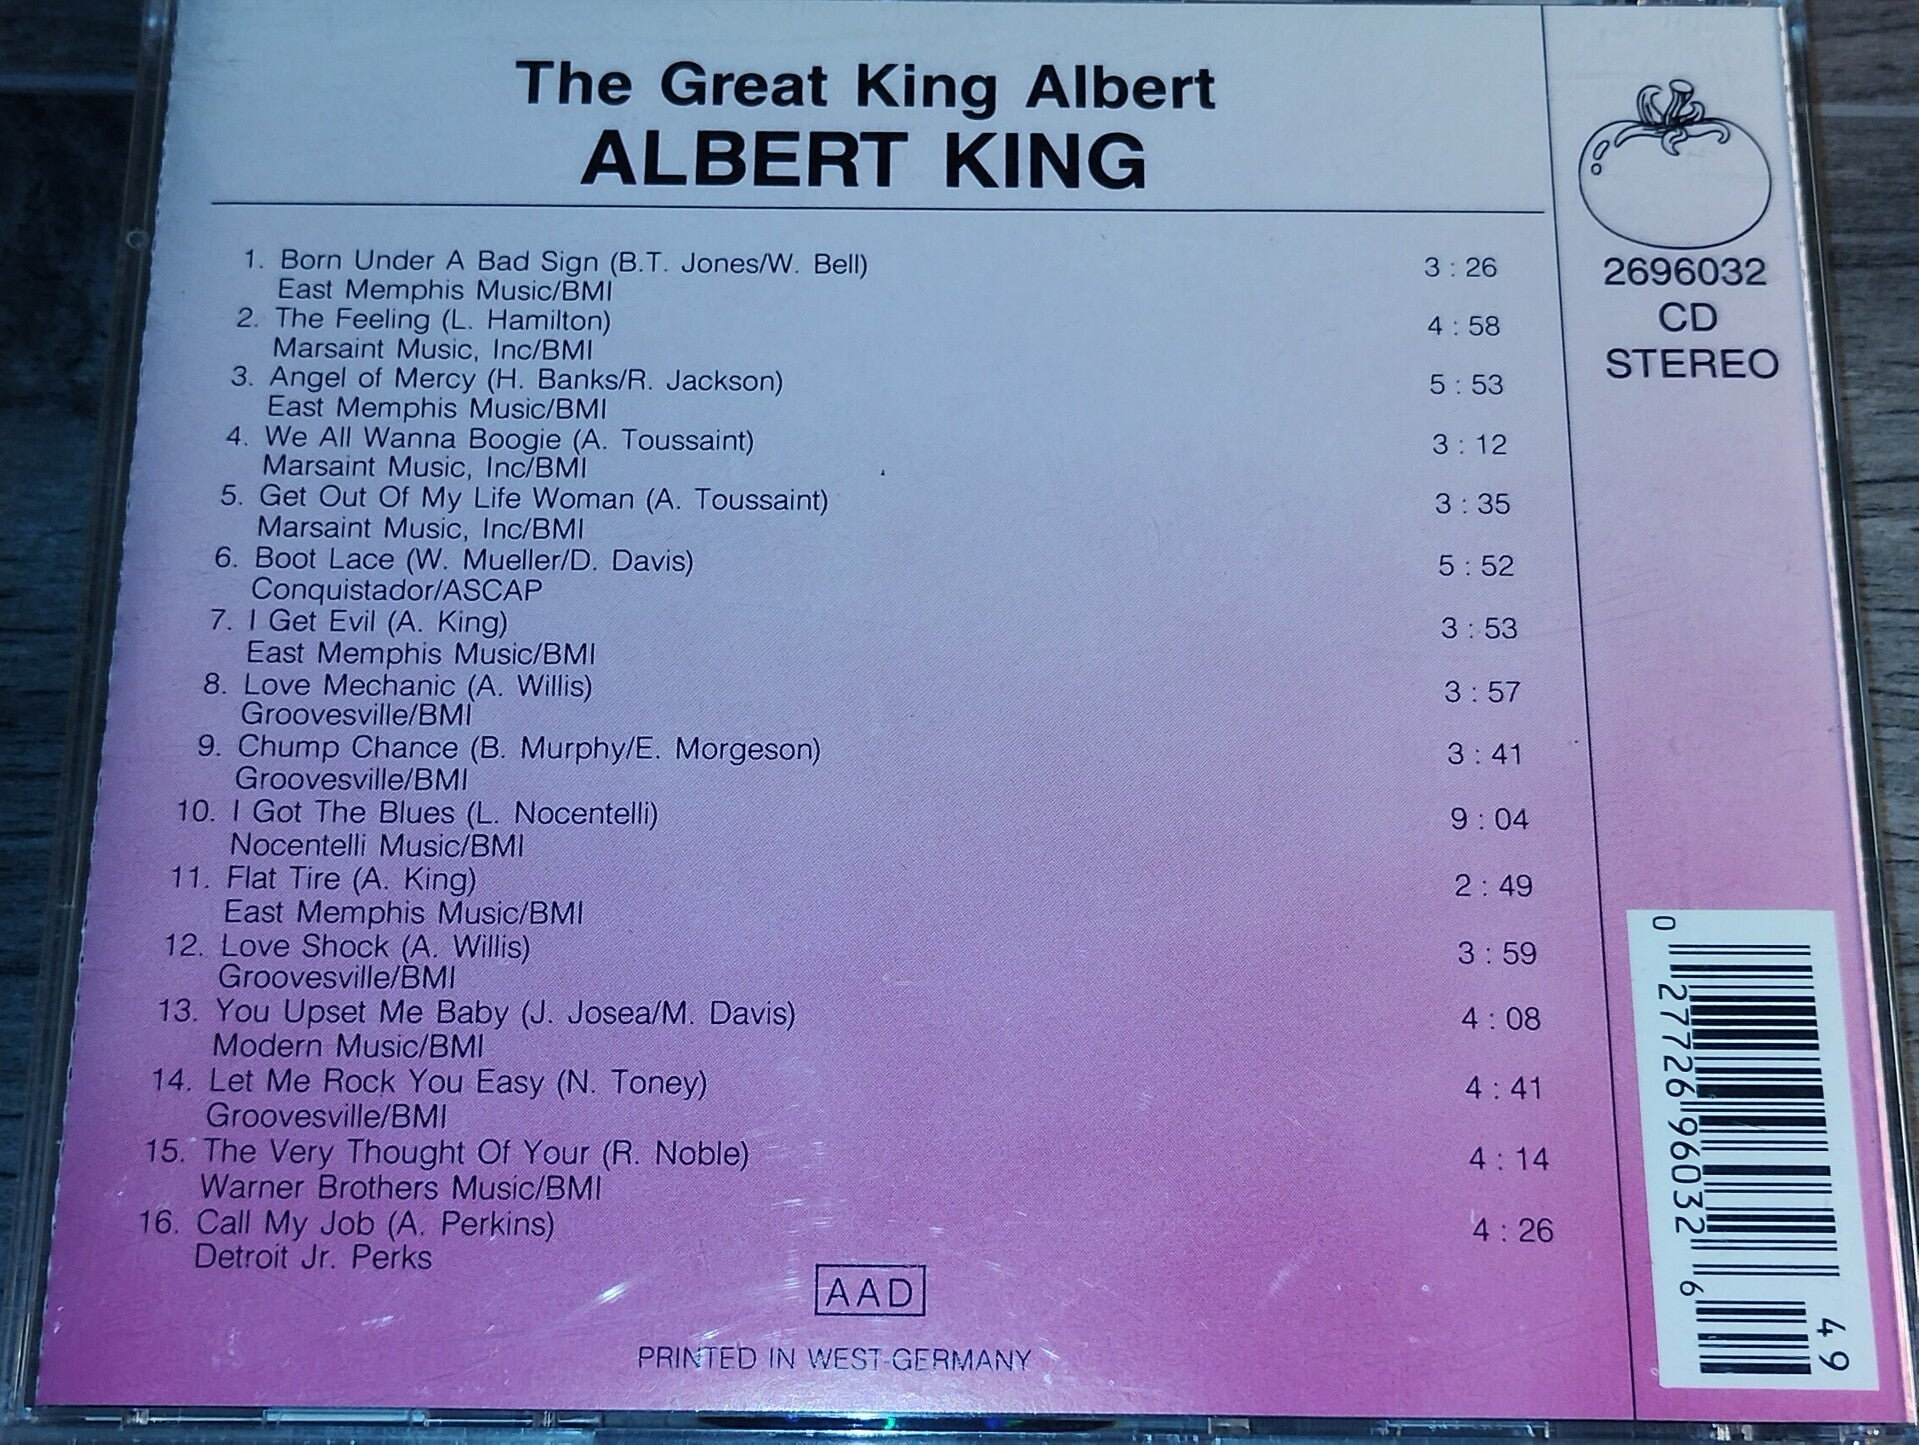 The Great King Albert
ALBERT KING
1. Born Under A Bad Sign (B.T. Jones/W. Bell) 3 : 26
East Memphis Music/BMI
2. The Feeling (L. Hamilton) 4 : 58
Marsaint Music, Inc/BMI
3. Angel of Mercy (H. Banks/R. Jackson) 5 : 53
East Memphis Music/BMI
4. We All Wanna Boogie (A. Toussaint) 3 : 12
Marsaint Music, Inc/BMI
5. Get Out Of My Life Woman (A. Toussaint) 3 : 35
Marsaint Music, Inc/BMI
6. Boot Lace (W. Mueller/D. Davis) 5 : 52
Conquistador/ASCAP
7. I Get Evil (A. King) 3 : 53
East Memphis Music/BMI
8. Love Mechanic (A. Willis) 3 : 57
Groovesville/BMI
9. Chump Chance (B. Murphy/E. Morgeson) 3 : 41
Groovesville/BMI
10. I Got The Blues (L. Nocentelli) 9 : 04
Nocentelli Music/BMI
11. Flat Tire (A. King) 2 : 49
East Memphis Music/BMI
12. Love Shock (A. Willis) 3 : 59
Groovesville/BMI
13. You Upset Me Baby (J. Josea/M. Davis) 4 : 08
Modern Music/BMI
14. Let Me Rock You Easy (N. Toney) 4 : 41
Groovesville/BMI
15. The Very Thought Of Your (R. Noble) 4 : 14
Warner Brothers Music/BMI
16. Call My Job (A. Perkins) 4 : 26
Detroit Jr. Perks
AAD
PRINTED IN WEST-GERMANY
2696032
CD
STEREO
0 27726 96032 6
49